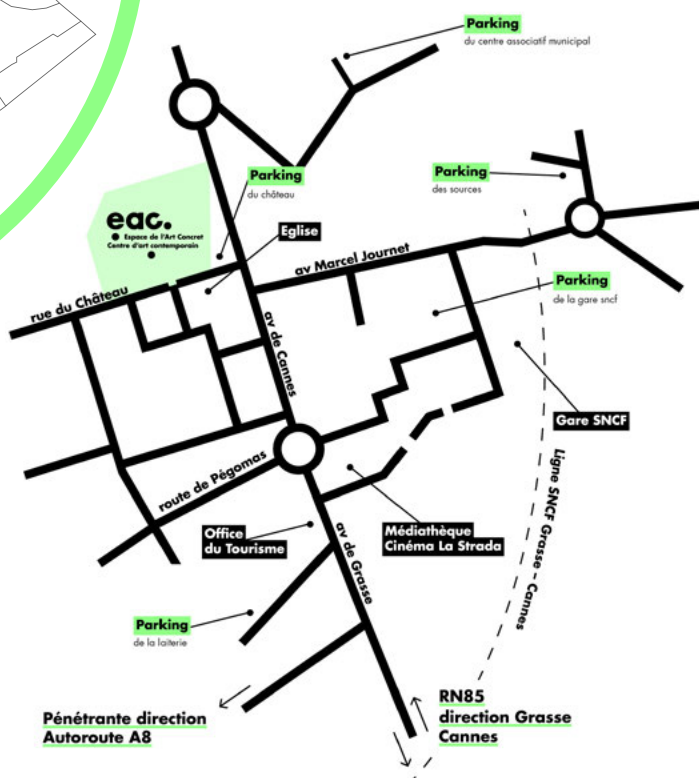 Parking
du centre associatif municipal
Parking
des sources
Parking
du château
eac.
Espace de l'Art Concret
Centre d'art contemporain
Eglise
av Marcel Journet
rue du Château
Parking
de la gare sncf
av de Cannes
Gare SNCF
route de Pégomas
Ligne SNCF Grasse - Cannes
Office
du Tourisme
Médiathèque
Cinéma La Strada
av de Grasse
Parking
de la laiterie
Pénétrante direction
Autoroute A8
RN85
direction Grasse
Cannes